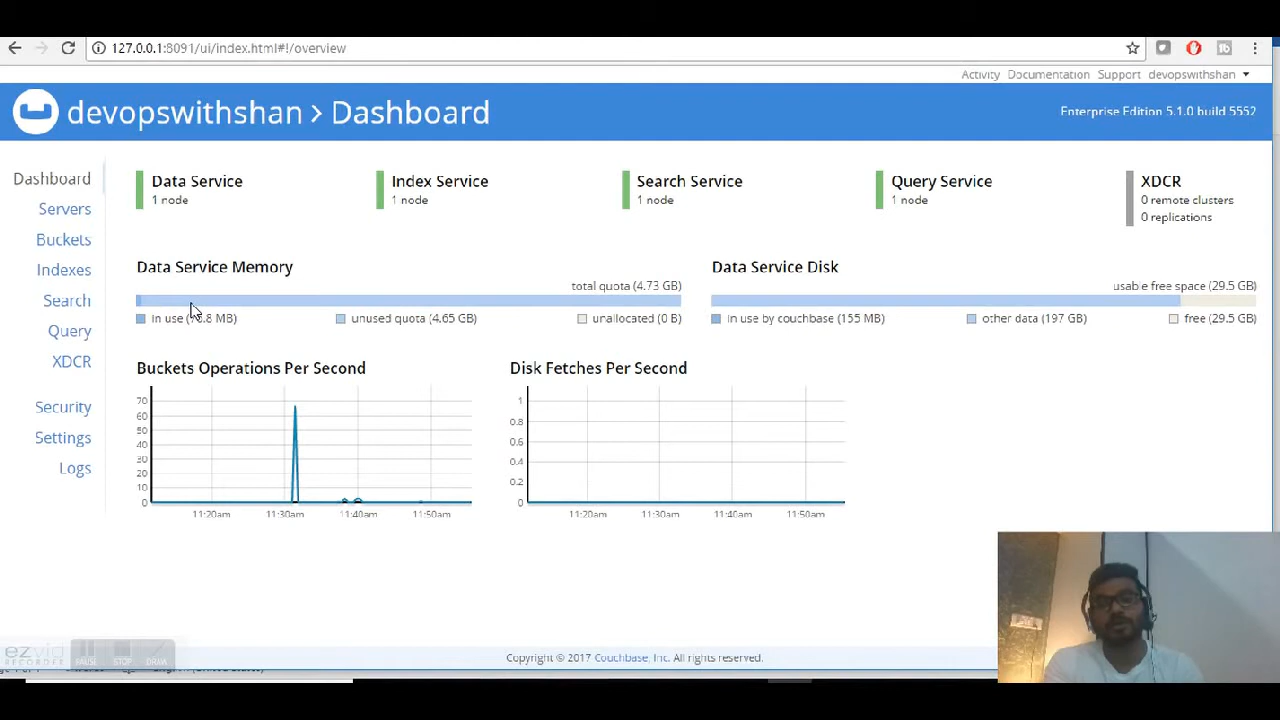 127.0.0.1:8091/ui/index.html#!/overview
Activity Documentation Support devopswithshan
devopswithshan > Dashboard
Enterprise Edition 5.1.0 build 5552
Dashboard
Servers
Buckets
Indexes
Search
Query
XDCR
Security
Settings
Logs
Data Service
1 node
Index Service
1 node
Search Service
1 node
Query Service
1 node
XDCR
0 remote clusters
0 replications
Data Service Memory
total quota (4.73 GB)
in use MB)
unused quota (4.65 GB)
unallocated (0 B)
Data Service Disk
usable free space (29.5 GB)
in use by couchbase (155 MB)
other data (197 GB)
free (29.5 GB)
Buckets Operations Per Second
70
60
50
40
30
20
10
0
11:20am 11:30am 11:40am 11:50am
Disk Fetches Per Second
1
0.8
0.6
0.4
0.2
0
11:20am 11:30am 11:40am 11:50am
ezvid
RECORDER
PAUSE STOP DRAW
Copyright © 2017 Couchbase, Inc. All rights reserved.